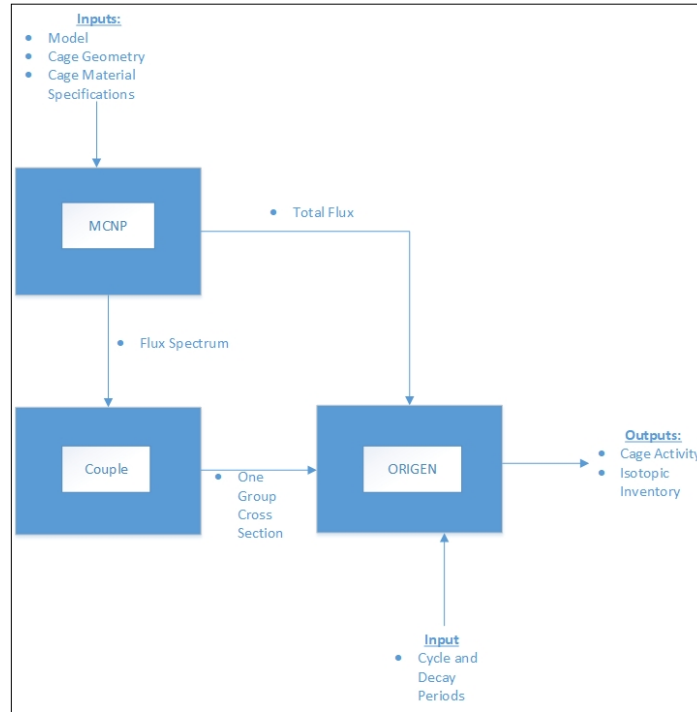 Inputs:
• Model
• Cage Geometry
• Cage Material
Specifications
MCNP
• Total Flux
• Flux Spectrum
Couple
• One
Group
Cross
Section
ORIGEN
Outputs:
• Cage Activity
• Isotopic
Inventory
Input
• Cycle and
Decay
Periods